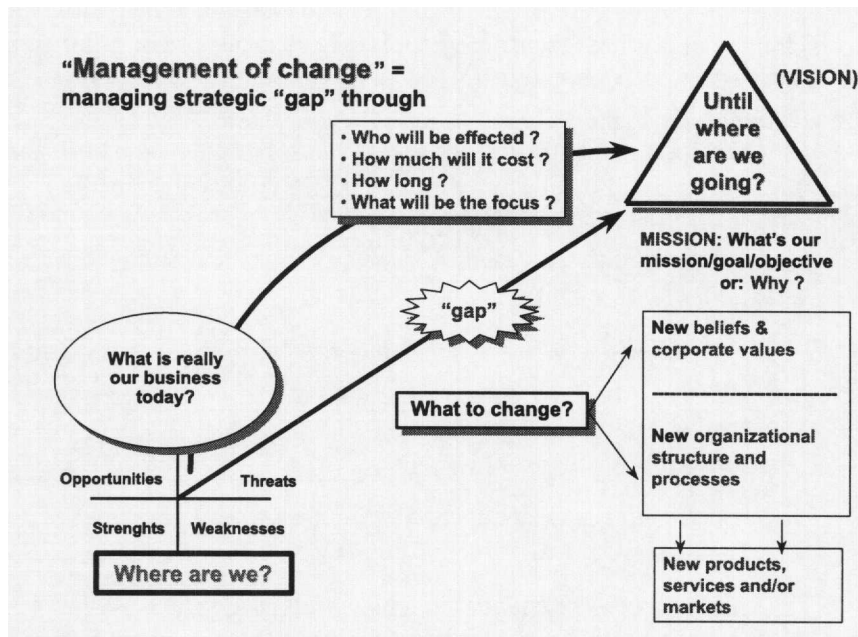 “Management of change” =
managing strategic “gap” through
(VISION)
Until
where
are we
going?
• Who will be effected ?
• How much will it cost ?
• How long ?
• What will be the focus ?
MISSION: What's our
mission/goal/objective
or: Why ?
“gap”
What is really
our business
today?
New beliefs &
corporate values
What to change?
New organizational
structure and
processes
Opportunities
Threats
Strenghts
Weaknesses
Where are we?
New products,
services and/or
markets